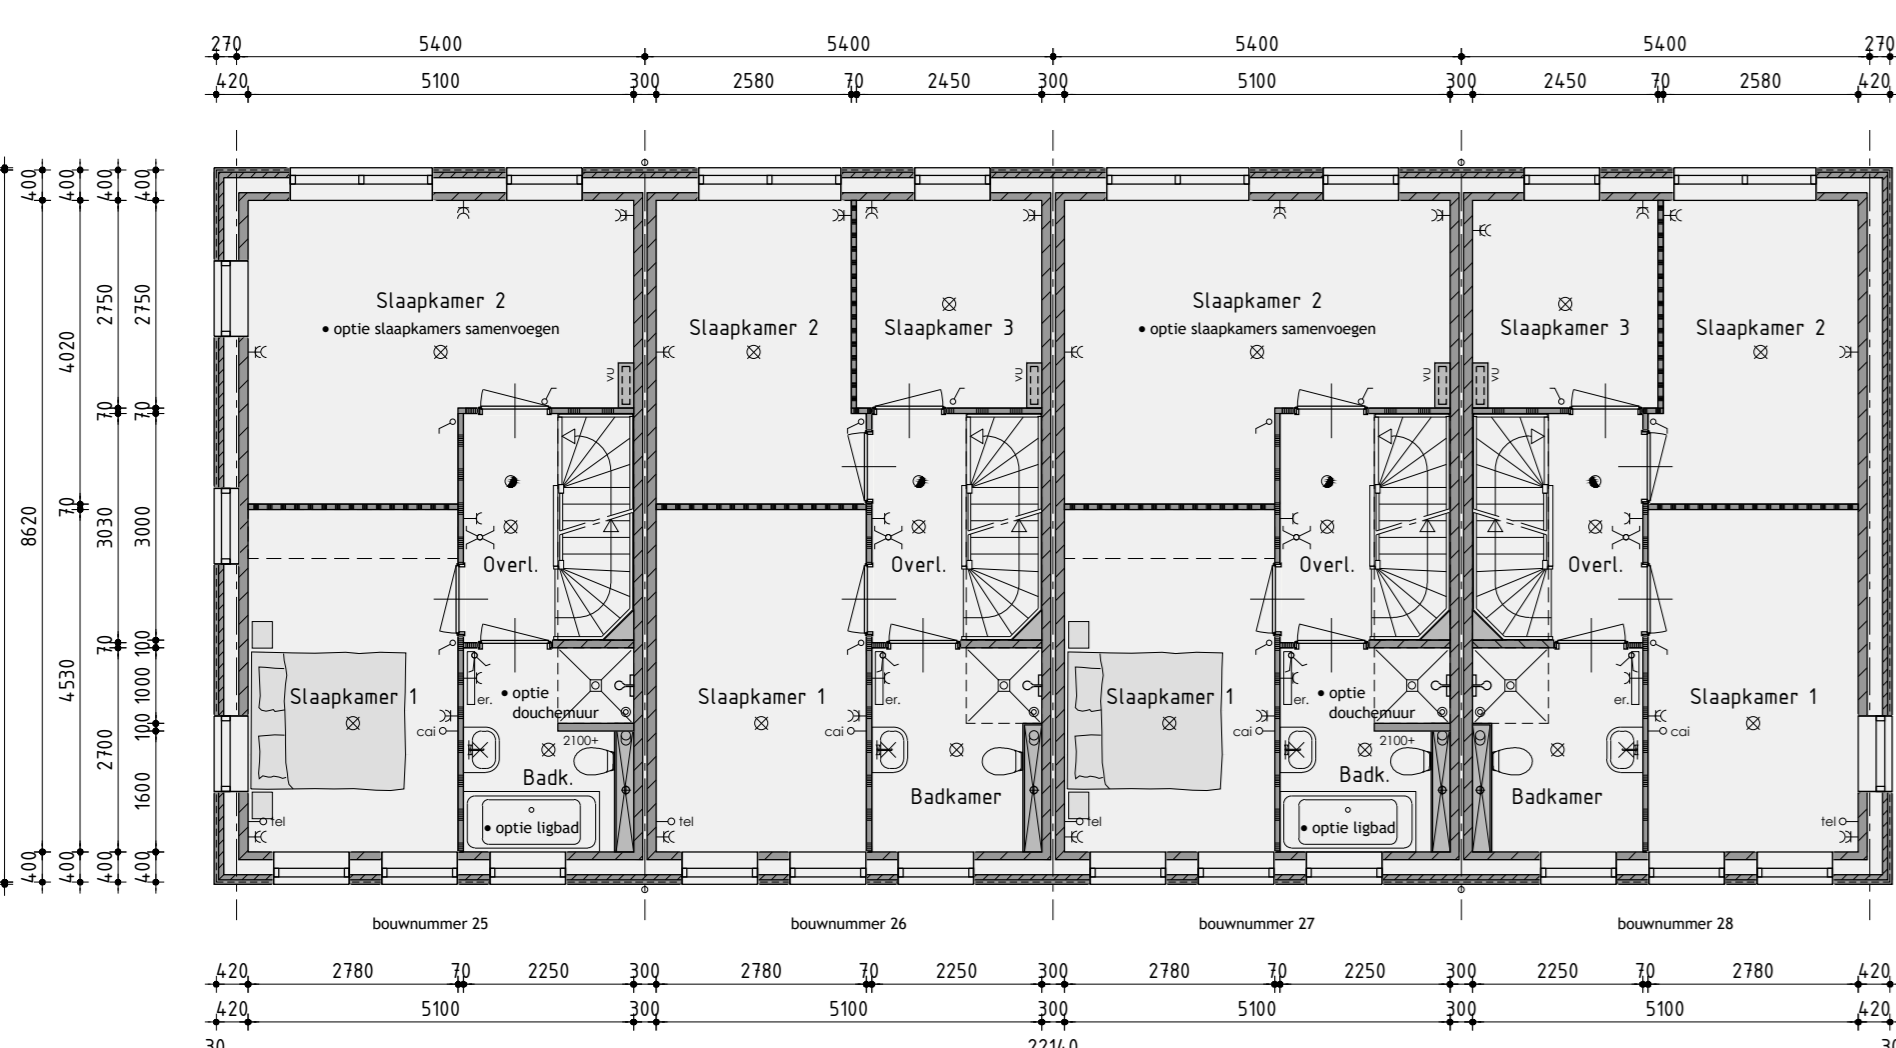 270 5400 5400 5400 5400 270
420 5100 300 2580 70 2450 300 5100 300 2450 70 2580 420
400 400 400 400
8620
4020 70 4530
2750 70 3030 70 2700
2750 70 3000 100 1000 100 1600
400 400 400 400
Slaapkamer 2
• optie slaapkamers samenvoegen
VU
Overl.
Slaapkamer 1
cai
tel
er.
• optie
douchemuur
2100+
Badk.
• optie ligbad
bouwnummer 25
Slaapkamer 2
Slaapkamer 3
VU
Overl.
Slaapkamer 1
cai
tel
er.
Badkamer
bouwnummer 26
Slaapkamer 2
• optie slaapkamers samenvoegen
VU
Overl.
Slaapkamer 1
cai
tel
er.
• optie
douchemuur
2100+
Badk.
• optie ligbad
bouwnummer 27
Slaapkamer 3
Slaapkamer 2
VU
Overl.
er.
cai
Slaapkamer 1
Badkamer
tel
bouwnummer 28
420 2780 70 2250 300 2780 70 2250 300 2780 70 2250 300 2250 70 2780 420
420 5100 300 5100 300 5100 300 5100 420
30 22140 30